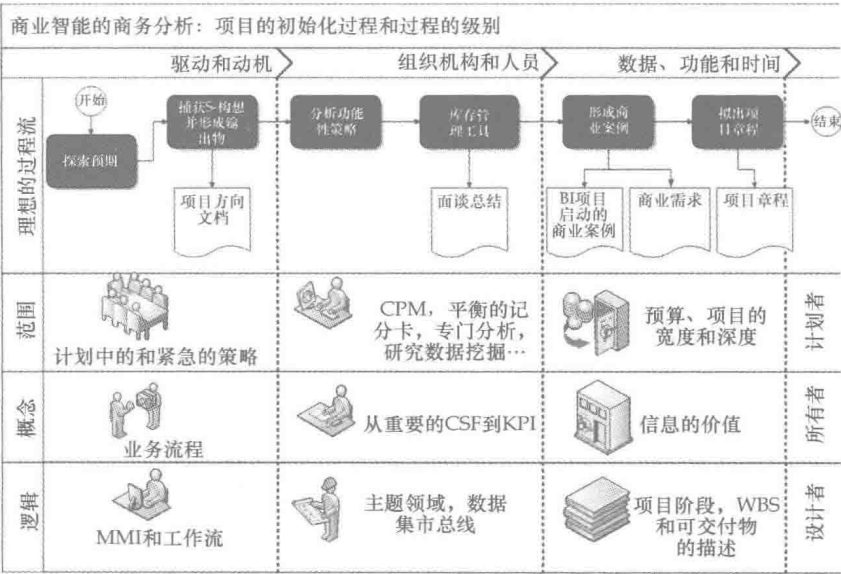 商业智能的商务分析：项目的初始化过程和过程的级别
驱动和动机
组织机构和人员
数据、功能和时间
理想的过程流
开始
探索预期
捕获S-构想
并形成输
出物
分析功能
性策略
库存管
理工具
形成商
业案例
拟出项
目章程
结束
项目方向
文档
面谈总结
BI项目
启动的
商业案例
商业需求
项目章程
范围
计划中的和紧急的策略
CPM，平衡的记
分卡，专门分析，
研究数据挖掘…
预算、项目的
宽度和深度
计划者
概念
业务流程
从重要的CSF到KPI
信息的价值
所有者
逻辑
MMI和工作流
主题领域，数据
集市总线
项目阶段，WBS
和可交付物
的描述
设计者